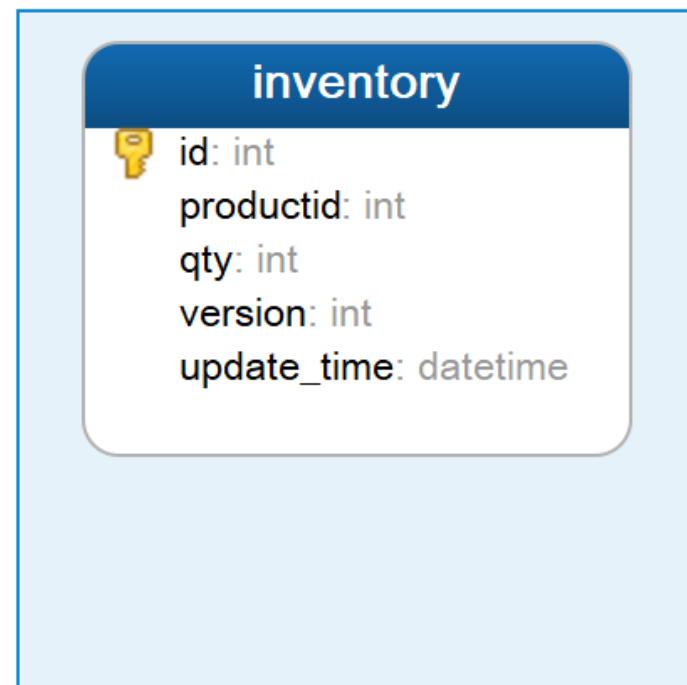 inventory
id: int
productid: int
qty: int
version: int
update_time: datetime